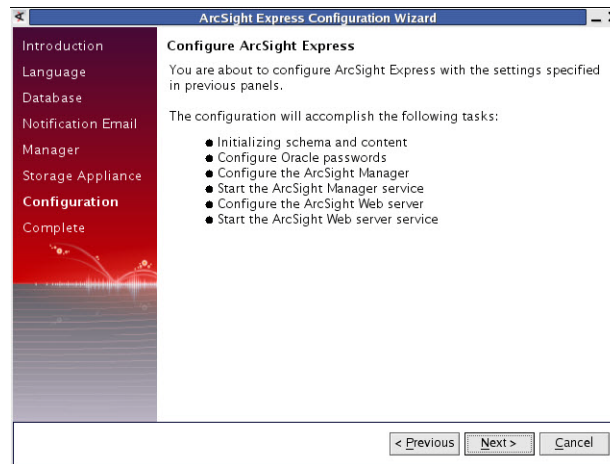 ArcSight Express Configuration Wizard
Introduction
Language
Database
Notification Email
Manager
Storage Appliance
Configuration
Complete
Configure ArcSight Express
You are about to configure ArcSight Express with the settings specified
in previous panels.
The configuration will accomplish the following tasks:
● Initializing schema and content
● Configure Oracle passwords
● Configure the ArcSight Manager
● Start the ArcSight Manager service
● Configure the ArcSight Web server
● Start the ArcSight Web server service
< Previous Next > Cancel